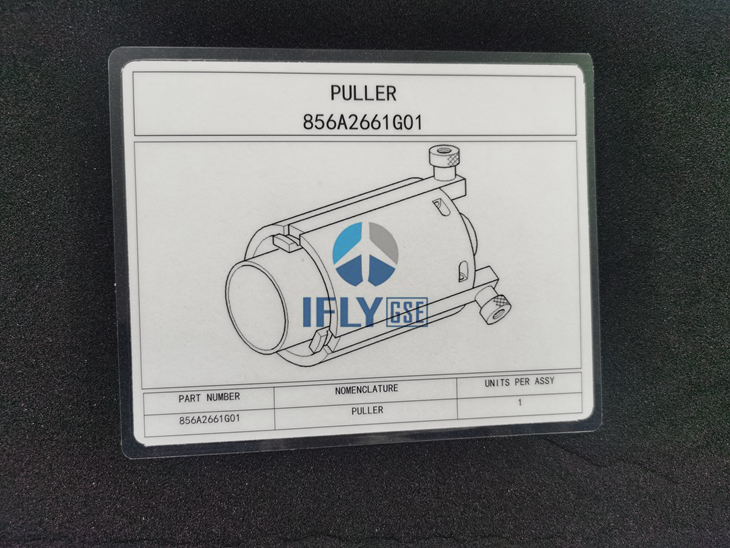 PULLER
856A2661G01
IFLY GSE
PART NUMBER NOMENCLATURE UNITS PER ASSY
856A2661G01 PULLER 1